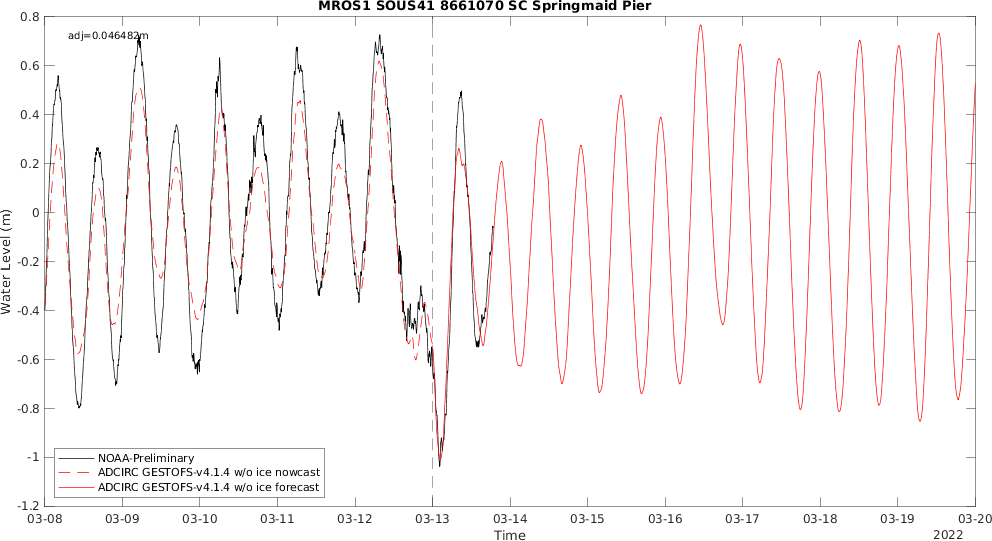 MROS1 SOUS41 8661070 SC Springmaid Pier
adj=0.046482m
0.8
0.6
0.4
0.2
0
-0.2
-0.4
-0.6
-0.8
-1
-1.2
Water Level (m)
NOAA-Preliminary
ADCIRC GESTOFS-v4.1.4 w/o ice nowcast
ADCIRC GESTOFS-v4.1.4 w/o ice forecast
03-08 03-09 03-10 03-11 03-12 03-13 03-14 03-15 03-16 03-17 03-18 03-19 03-20
Time
2022